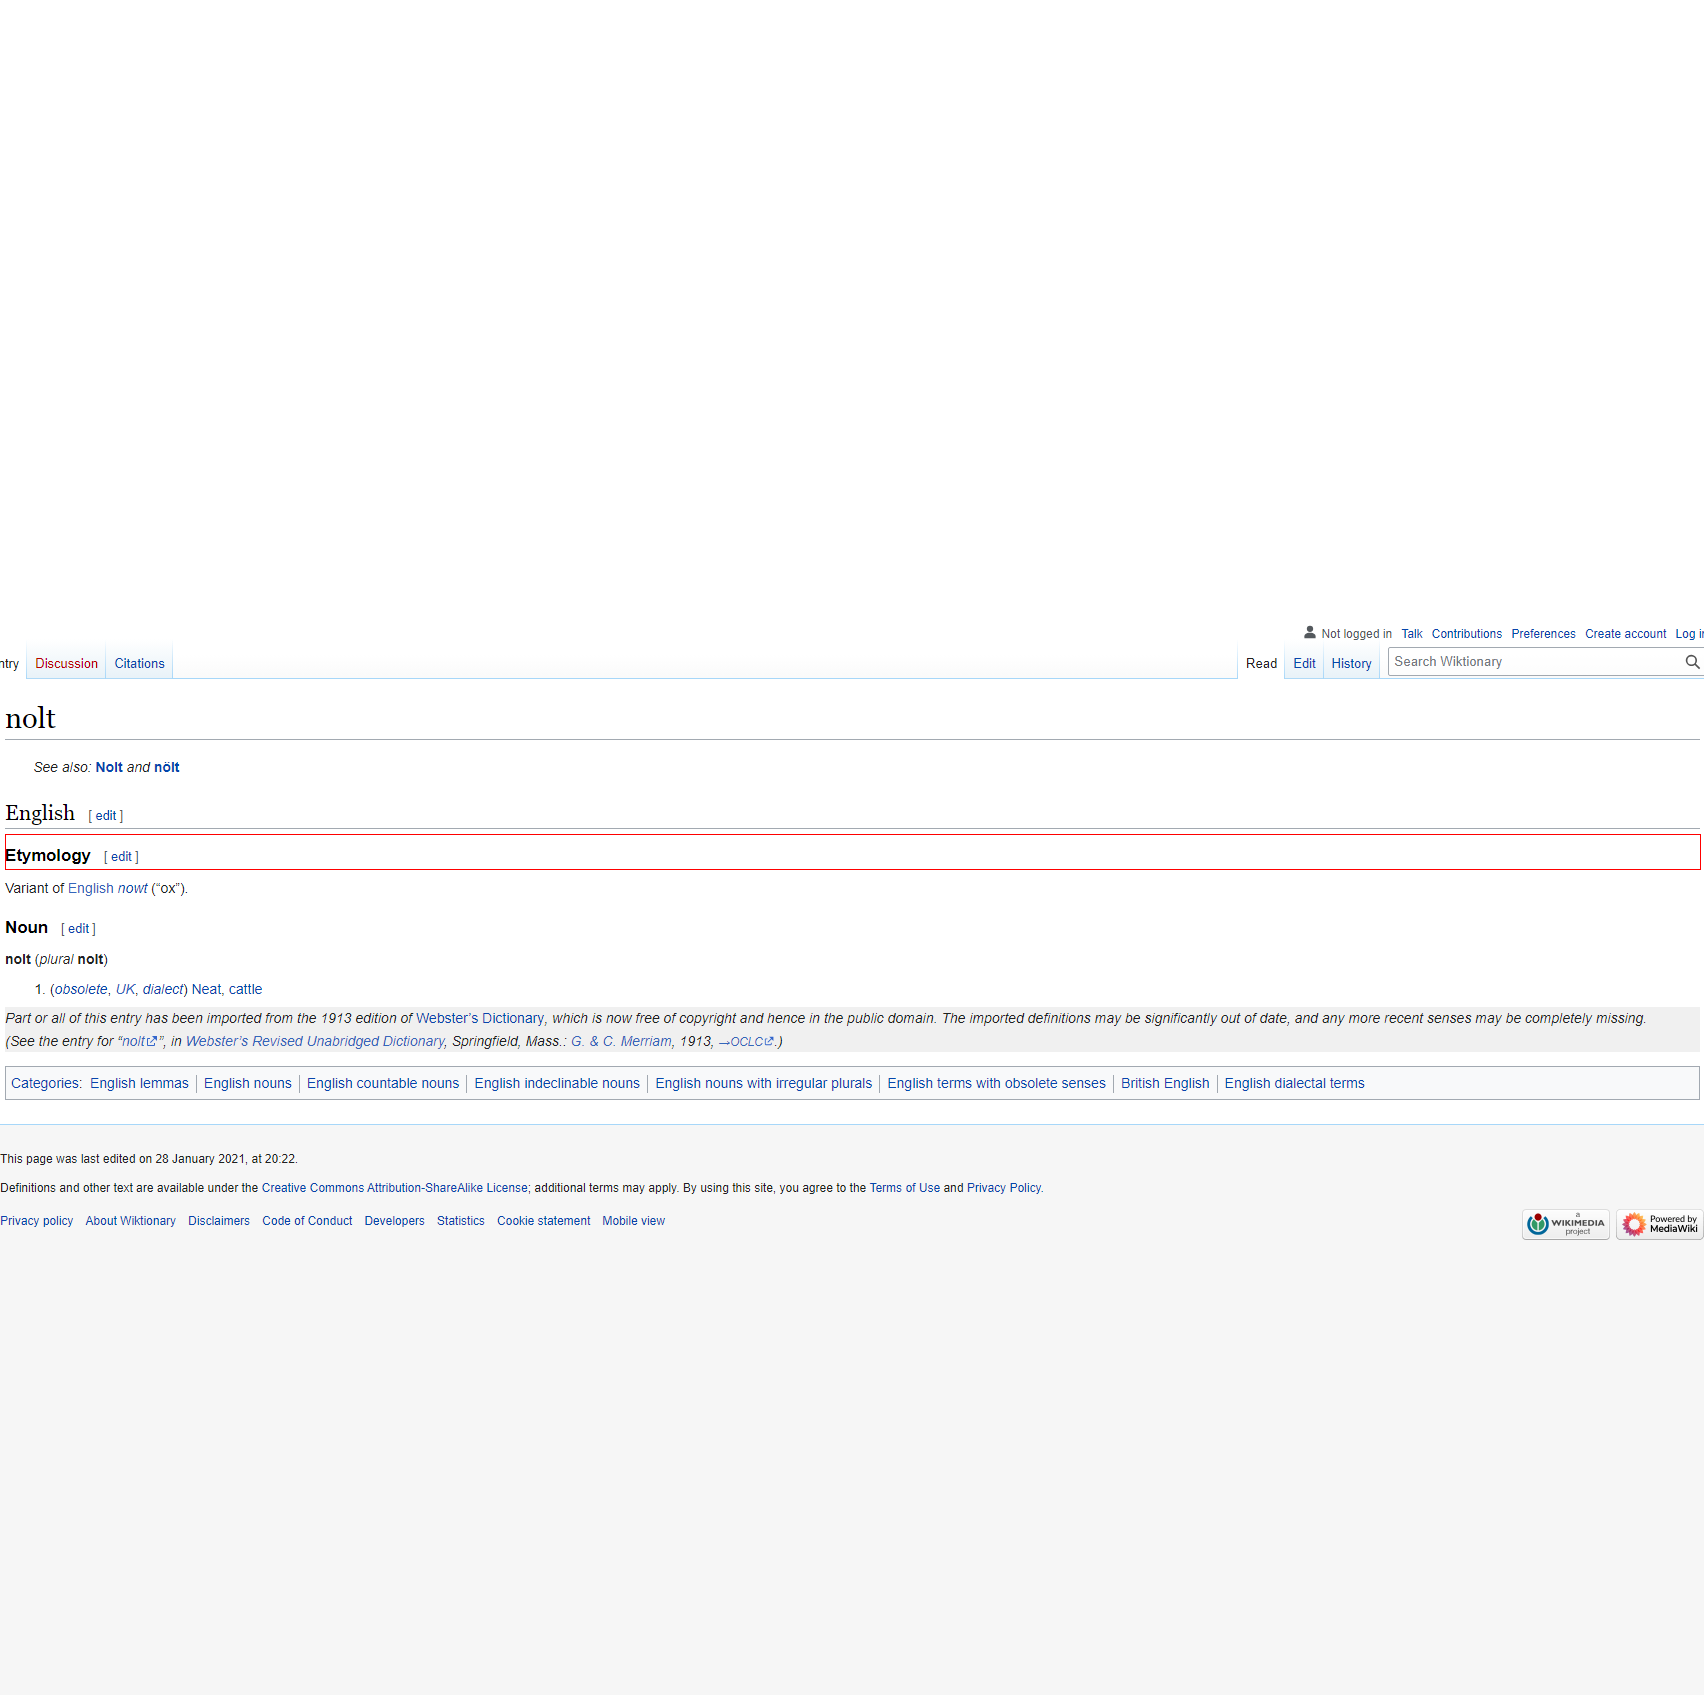 Not logged in Talk Contributions Preferences Create account Log in
ntry Discussion Citations Read Edit History Search Wiktionary
nolt
See also: Nolt and nölt
English [ edit ]
Etymology [ edit ]
Variant of English nowt (“ox”).
Noun [ edit ]
nolt (plural nolt)
1. (obsolete, UK, dialect) Neat, cattle
Part or all of this entry has been imported from the 1913 edition of Webster’s Dictionary, which is now free of copyright and hence in the public domain. The imported definitions may be significantly out of date, and any more recent senses may be completely missing.
(See the entry for “nolt”, in Webster’s Revised Unabridged Dictionary, Springfield, Mass.: G. & C. Merriam, 1913, →OCLC.)
Categories: English lemmas English nouns English countable nouns English indeclinable nouns English nouns with irregular plurals English terms with obsolete senses British English English dialectal terms
This page was last edited on 28 January 2021, at 20:22.
Definitions and other text are available under the Creative Commons Attribution-ShareAlike License; additional terms may apply. By using this site, you agree to the Terms of Use and Privacy Policy.
Privacy policy About Wiktionary Disclaimers Code of Conduct Developers Statistics Cookie statement Mobile view
a
WIKIMEDIA
project
Powered by
MediaWiki